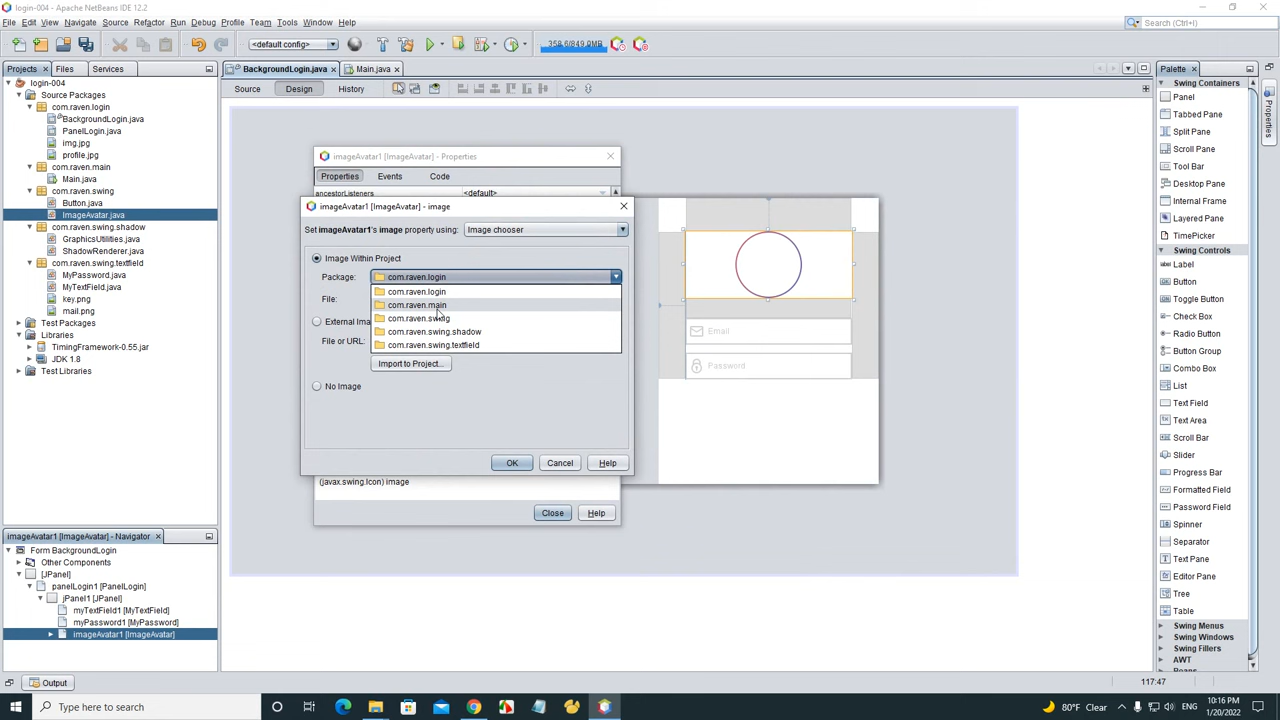 login-004 - Apache NetBeans IDE 12.2
File Edit View Navigate Source Refactor Run Debug Profile Team Tools Window Help
Search (Ctrl+I)
<default config>
Projects Files Services
BackgroundLogin.java Main.java
Palette
Source Design History
login-004
Source Packages
com.raven.login
BackgroundLogin.java
PanelLogin.java
img.jpg
profile.jpg
com.raven.main
Main.java
com.raven.swing
Button.java
ImageAvatar.java
com.raven.swing.shadow
GraphicsUtilities.java
ShadowRenderer.java
com.raven.swing.textfield
MyPassword.java
MyTextField.java
key.png
mail.png
Test Packages
Libraries
TimingFramework-0.55.jar
JDK 1.8
Test Libraries
imageAvatar1 [ImageAvatar] - Properties
Properties Events Code
ancestorListeners <default>
imageAvatar1 [ImageAvatar] - image
Set imageAvatar1's image property using: Image chooser
Image Within Project
Package: com.raven.login
com.raven.login
com.raven.main
com.raven.swing
com.raven.swing.shadow
com.raven.swing.textfield
File:
External Ima
File or URL:
Import to Project...
No Image
OK Cancel Help
(javax.swing.Icon) image
Close Help
Email
Password
Swing Containers
Panel
Tabbed Pane
Split Pane
Scroll Pane
Tool Bar
Desktop Pane
Internal Frame
Layered Pane
TimePicker
Swing Controls
Label
Button
Toggle Button
Check Box
Radio Button
Button Group
Combo Box
List
Text Field
Text Area
Scroll Bar
Slider
Progress Bar
Formatted Field
Password Field
Spinner
Separator
Text Pane
Editor Pane
Tree
Table
Swing Menus
Swing Windows
Swing Fillers
AWT
Properties
imageAvatar1 [ImageAvatar] - Navigator
Form BackgroundLogin
Other Components
[JPanel]
panelLogin1 [PanelLogin]
jPanel1 [JPanel]
myTextField1 [MyTextField]
myPassword1 [MyPassword]
imageAvatar1 [ImageAvatar]
Output
117:47
Type here to search
80°F Clear
ENG
10:16 PM
1/20/2022